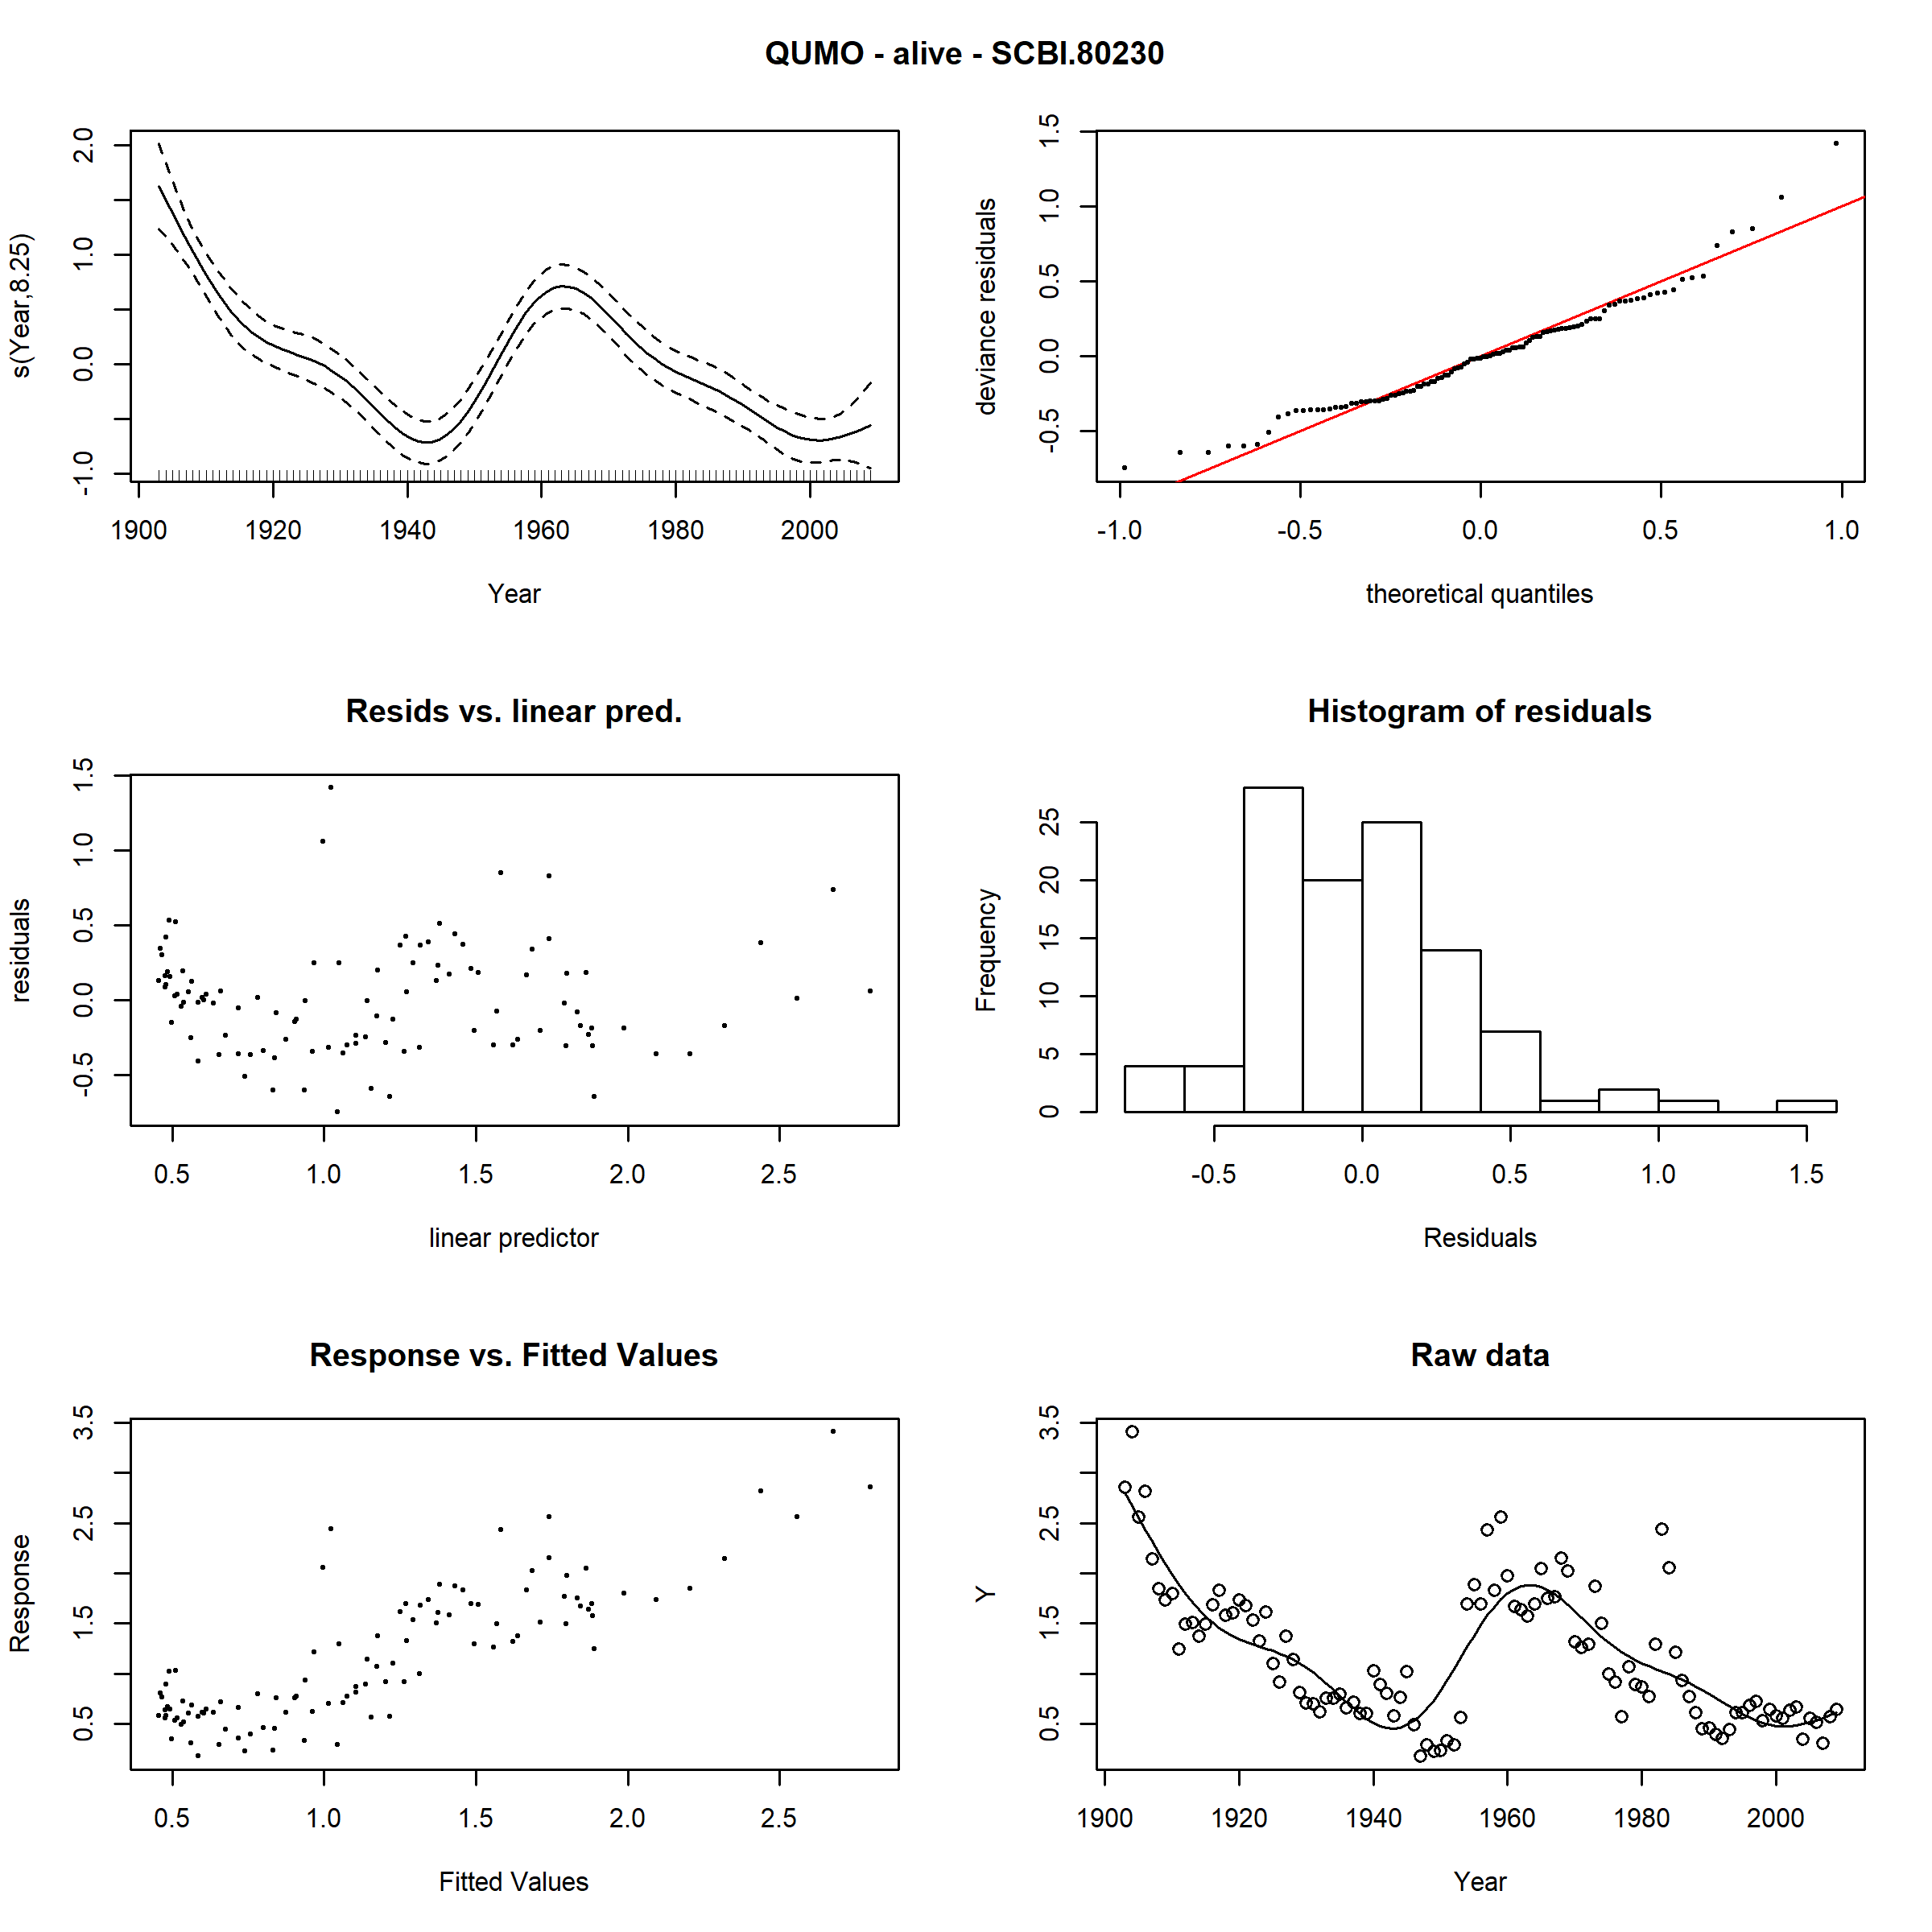 QUMO - alive - SCBI.80230
s(Year,8.25)
-1.0 0.0 1.0 2.0
1900 1920 1940 1960 1980 2000
Year
deviance residuals
-0.5 0.0 0.5 1.0 1.5
-1.0 -0.5 0.0 0.5 1.0
theoretical quantiles
Resids vs. linear pred.
residuals
-0.5 0.0 0.5 1.0 1.5
0.5 1.0 1.5 2.0 2.5
linear predictor
Histogram of residuals
Frequency
0 5 10 15 20 25
-0.5 0.0 0.5 1.0 1.5
Residuals
Response vs. Fitted Values
Response
0.5 1.5 2.5 3.5
0.5 1.0 1.5 2.0 2.5
Fitted Values
Raw data
Y
0.5 1.5 2.5 3.5
1900 1920 1940 1960 1980 2000
Year